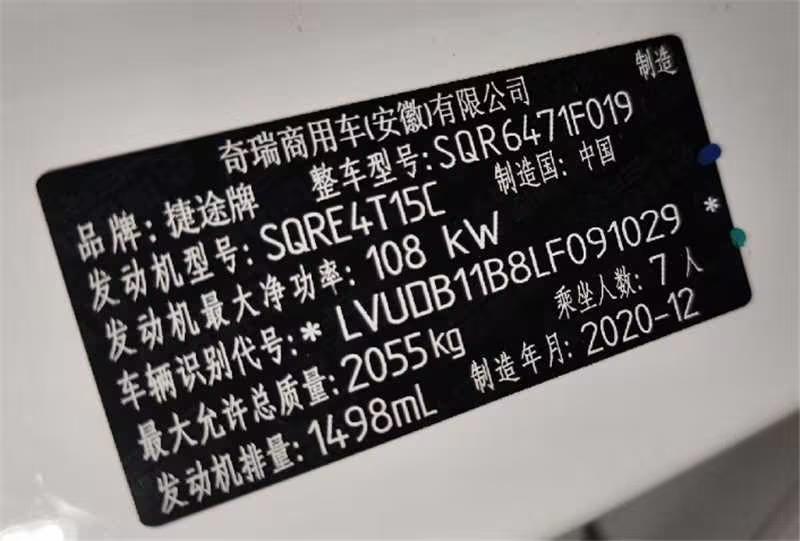 奇瑞商用车(安徽)有限公司 制造
品牌:捷途牌 整车型号:SQR6471F019
发动机型号:SQRE4T15C 制造国:中国
发动机最大净功率:108 kW
车辆识别代号:* LVUDB11B8LF091029 *
最大允许总质量:2055kg 乘坐人数:7 人
发动机排量:1498mL 制造年月:2020-12